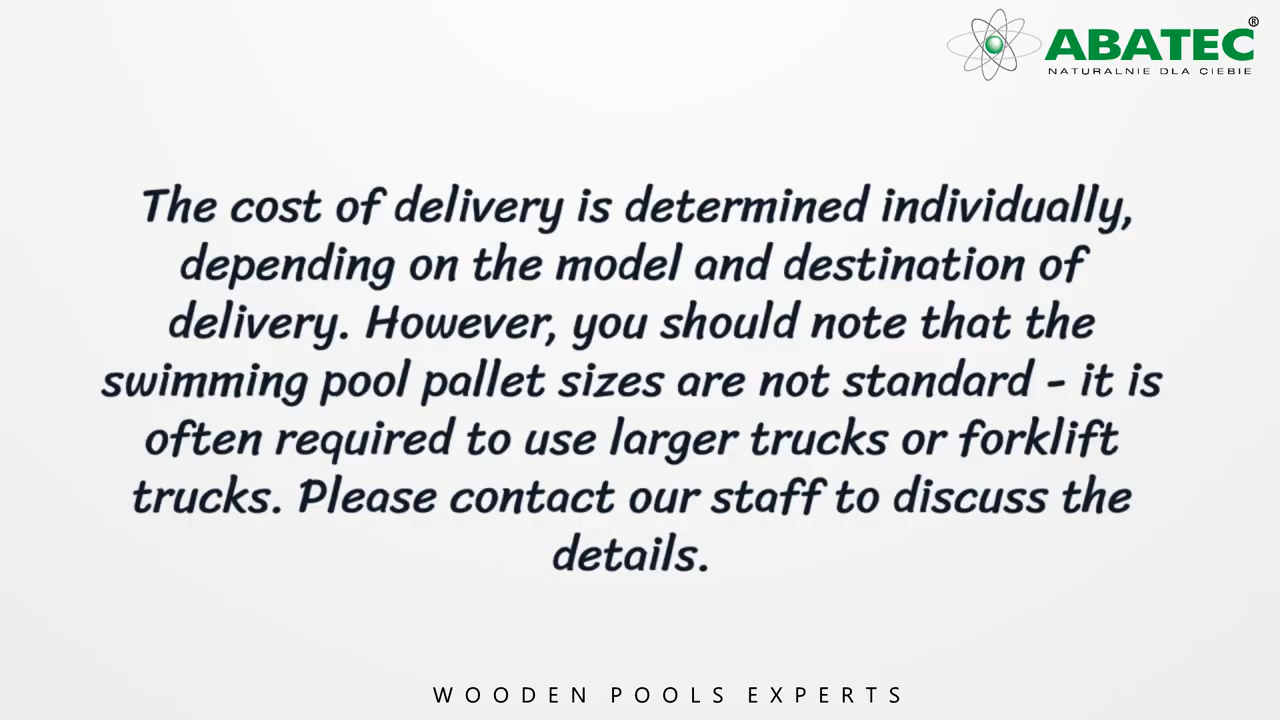 ABATEC®
NATURALNIE DLA CIEBIE
The cost of delivery is determined individually,
depending on the model and destination of
delivery. However, you should note that the
swimming pool pallet sizes are not standard - it is
often required to use larger trucks or forklift
trucks. Please contact our staff to discuss the
details.
WOODEN POOLS EXPERTS